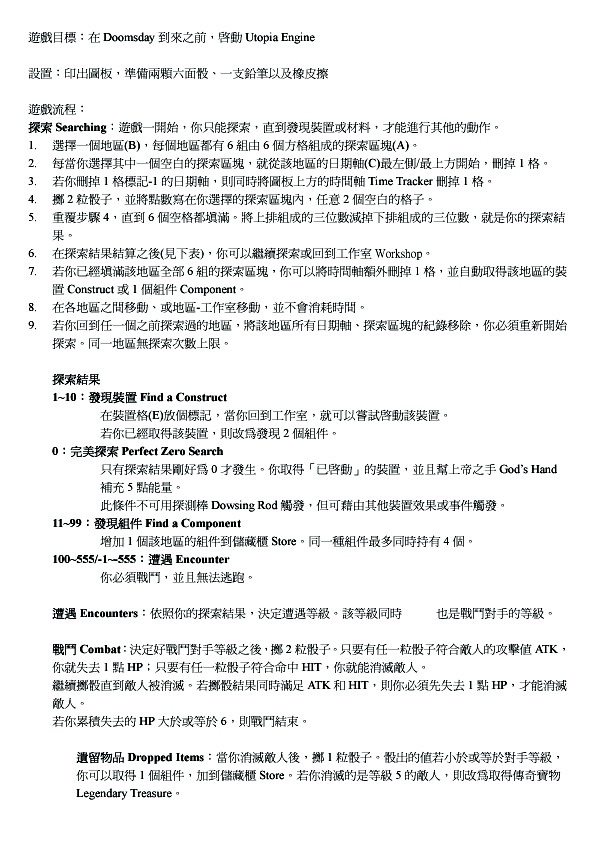 遊戲目標：在 Doomsday 到來之前，啓動 Utopia Engine
設置：印出圖板，準備兩顆六面骰、一支鉛筆以及橡皮擦
遊戲流程：
探索 Searching：遊戲一開始，你只能探索，直到發現裝置或材料，才能進行其他的動作。
1. 選擇一個地區(B)，每個地區都有 6 組由 6 個方格組成的探索區塊(A)。
2. 每當你選擇其中一個空白的探索區塊，就從該地區的日期軸(C)最左側/最上方開始，刪掉 1 格。
3. 若你刪掉 1 格標記-1 的日期軸，則同時將圖板上方的時間軸 Time Tracker 刪掉 1 格。
4. 擲 2 粒骰子，並將點數寫在你選擇的探索區塊內，任意 2 個空白的格子。
5. 重覆步驟 4，直到 6 個空格都填滿。將上排組成的三位數減掉下排組成的三位數，就是你的探索結
果。
6. 在探索結果結算之後(見下表)，你可以繼續探索或回到工作室 Workshop。
7. 若你已經填滿該地區全部 6 組的探索區塊，你可以將時間軸額外刪掉 1 格，並自動取得該地區的裝
置 Construct 或 1 個組件 Component。
8. 在各地區之間移動、或地區-工作室移動，並不會消耗時間。
9. 若你回到任一個之前探索過的地區，將該地區所有日期軸、探索區塊的紀錄移除，你必須重新開始
探索。同一地區無探索次數上限。
探索結果
1~10：發現裝置 Find a Construct
在裝置格(E)放個標記，當你回到工作室，就可以嘗試啓動該裝置。
若你已經取得該裝置，則改爲發現 2 個組件。
0：完美探索 Perfect Zero Search
只有探索結果剛好爲 0 才發生。你取得「已啓動」的裝置，並且幫上帝之手 God’s Hand
補充 5 點能量。
此條件不可用探測棒 Dowsing Rod 觸發，但可藉由其他裝置效果或事件觸發。
11~99：發現組件 Find a Component
增加 1 個該地區的組件到儲藏櫃 Store。同一種組件最多同時持有 4 個。
100~555/-1~-555：遭遇 Encounter
你必須戰鬥，並且無法逃跑。
遭遇 Encounters：依照你的探索結果，決定遭遇等級。該等級同時 也是戰鬥對手的等級。
戰鬥 Combat：決定好戰鬥對手等級之後，擲 2 粒骰子。只要有任一粒骰子符合敵人的攻擊値 ATK，
你就失去 1 點 HP；只要有任一粒骰子符合命中 HIT，你就能消滅敵人。
繼續擲骰直到敵人被消滅。若擲骰結果同時滿足 ATK 和 HIT，則你必須先失去 1 點 HP，才能消滅
敵人。
若你累積失去的 HP 大於或等於 6，則戰鬥結束。
遺留物品 Dropped Items：當你消滅敵人後，擲 1 粒骰子。骰出的値若小於或等於對手等級，
你可以取得 1 個組件，加到儲藏櫃 Store。若你消滅的是等級 5 的敵人，則改爲取得傳奇寶物
Legendary Treasure。